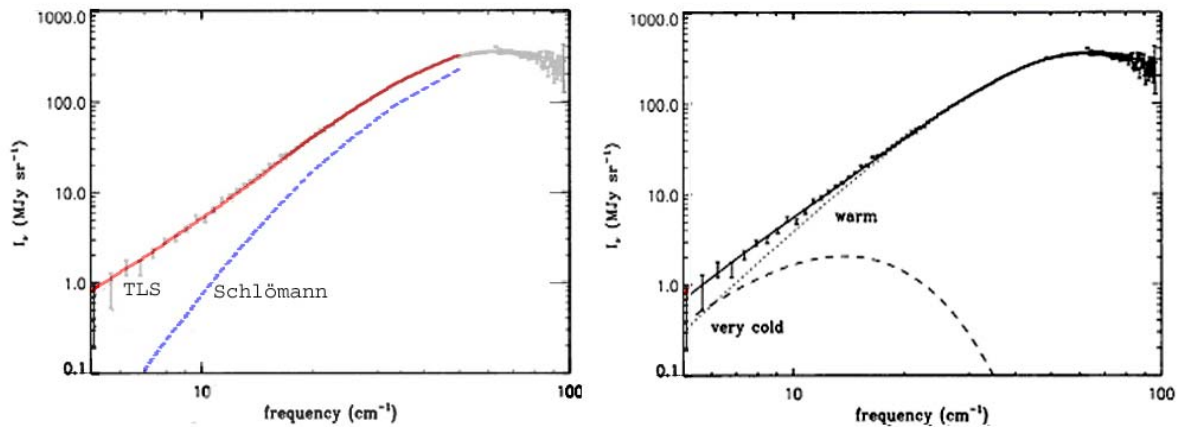 1000.0
100.0
10.0
1.0
0.1
I_ν (MJy sr⁻¹)
TLS
Schlömann
10
100
frequency (cm⁻¹)
1000.0
100.0
10.0
1.0
0.1
I_ν (MJy sr⁻¹)
warm
very cold
10
100
frequency (cm⁻¹)